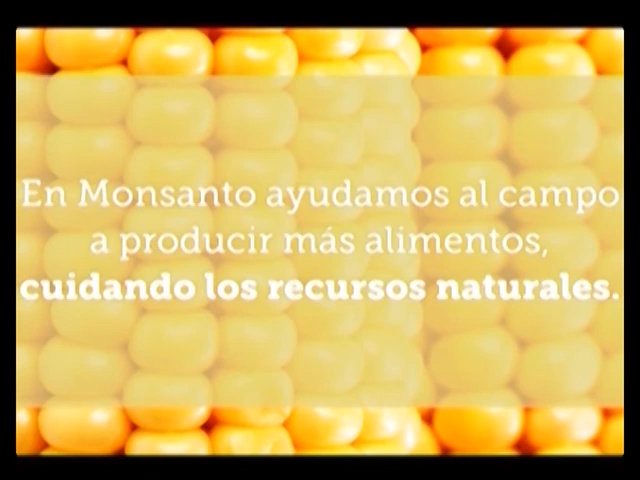 En Monsanto ayudamos al campo
a producir más alimentos,
cuidando los recursos naturales.